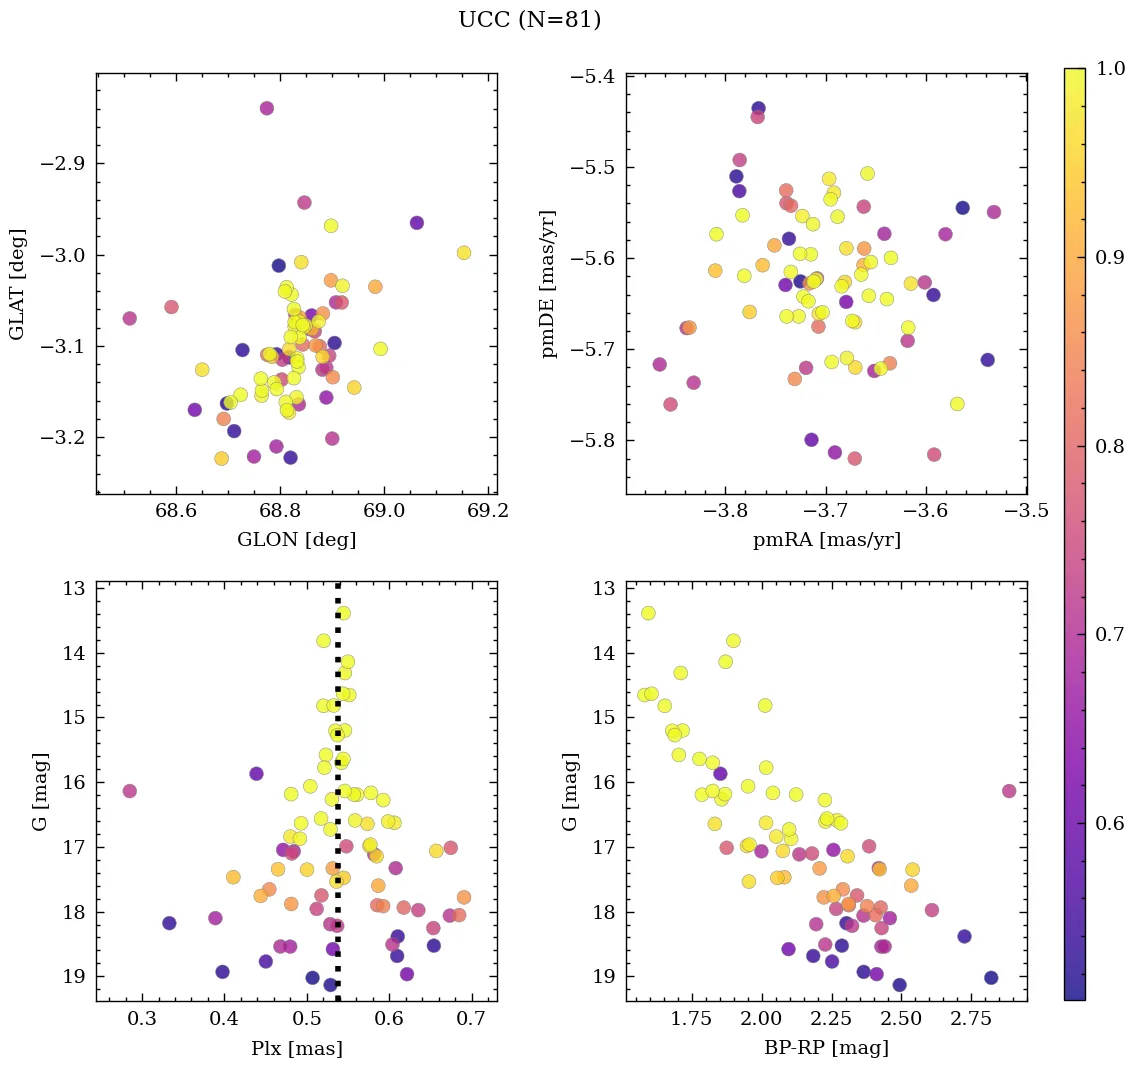 UCC (N=81)
−2.9
−3.0
−3.1
−3.2
GLAT [deg]
68.6 68.8 69.0 69.2
GLON [deg]
−5.4
−5.5
−5.6
−5.7
−5.8
pmDE [mas/yr]
−3.8 −3.7 −3.6 −3.5
pmRA [mas/yr]
13
14
15
16
17
18
19
G [mag]
0.3 0.4 0.5 0.6 0.7
Plx [mas]
13
14
15
16
17
18
19
G [mag]
1.75 2.00 2.25 2.50 2.75
BP-RP [mag]
1.0
0.9
0.8
0.7
0.6